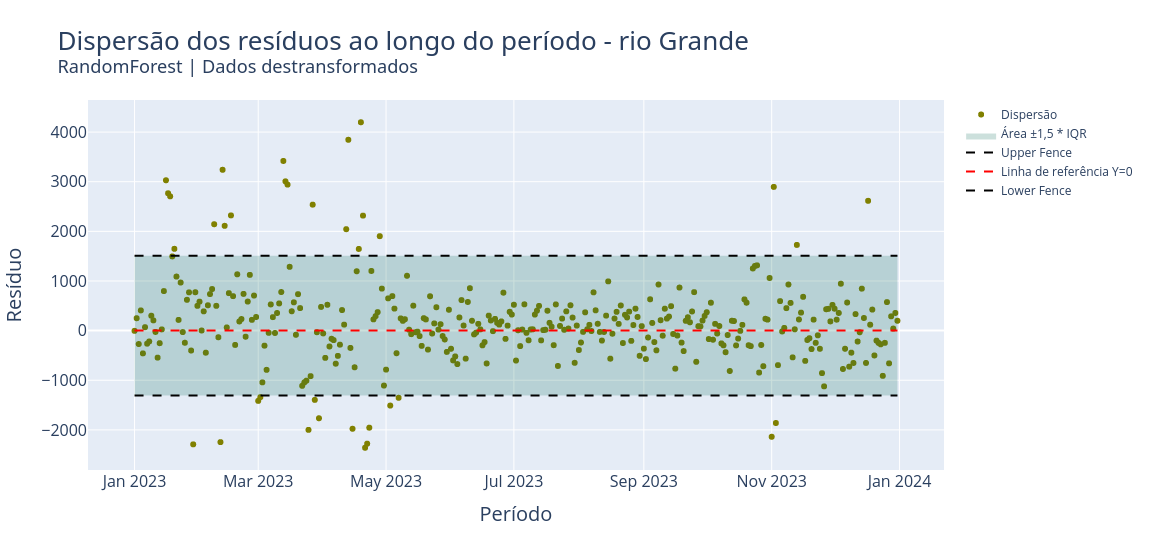 Dispersão dos resíduos ao longo do período - rio Grande
RandomForest | Dados destransformados
Resíduo
4000
3000
2000
1000
0
−1000
−2000
Jan 2023
Mar 2023
May 2023
Jul 2023
Sep 2023
Nov 2023
Jan 2024
Período
Dispersão
Área ±1,5 * IQR
Upper Fence
Linha de referência Y=0
Lower Fence